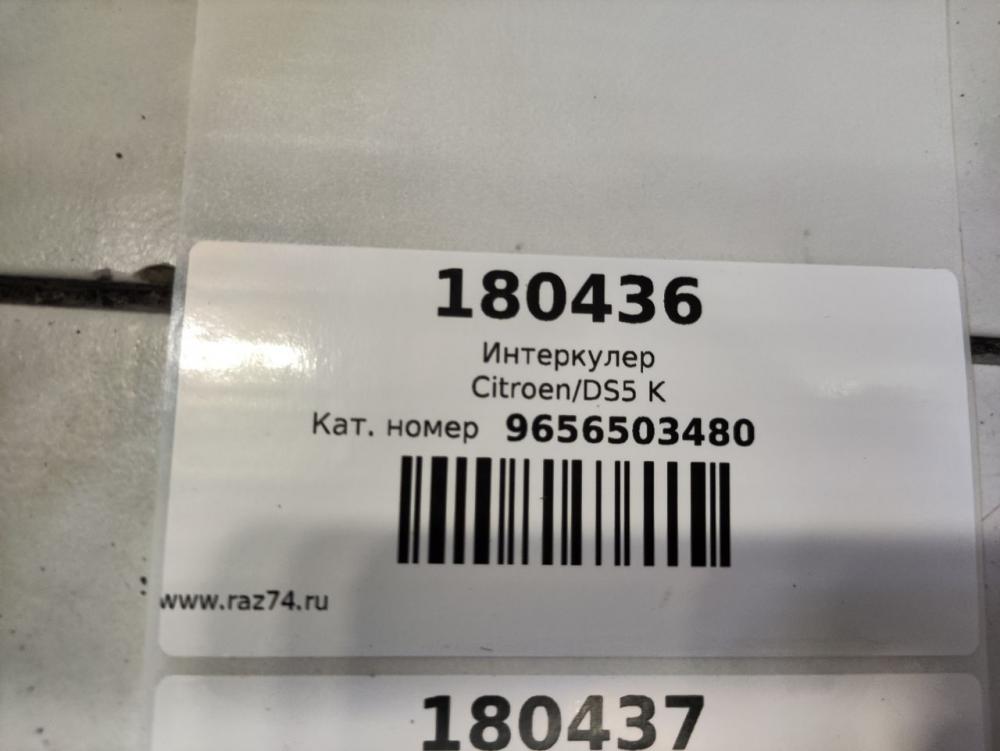 180436
Интеркулер
Citroen/DS5 K
Кат. номер 9656503480
www.raz74.ru
180437